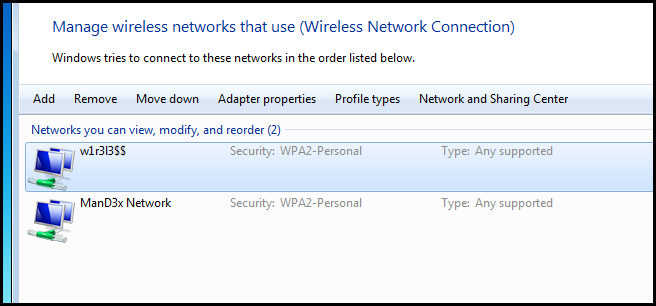 Manage wireless networks that use (Wireless Network Connection)
Windows tries to connect to these networks in the order listed below.
Add Remove Move down Adapter properties Profile types Network and Sharing Center
Networks you can view, modify, and reorder (2)
w1r3l3$$ Security: WPA2-Personal Type: Any supported
ManD3x Network Security: WPA2-Personal Type: Any supported